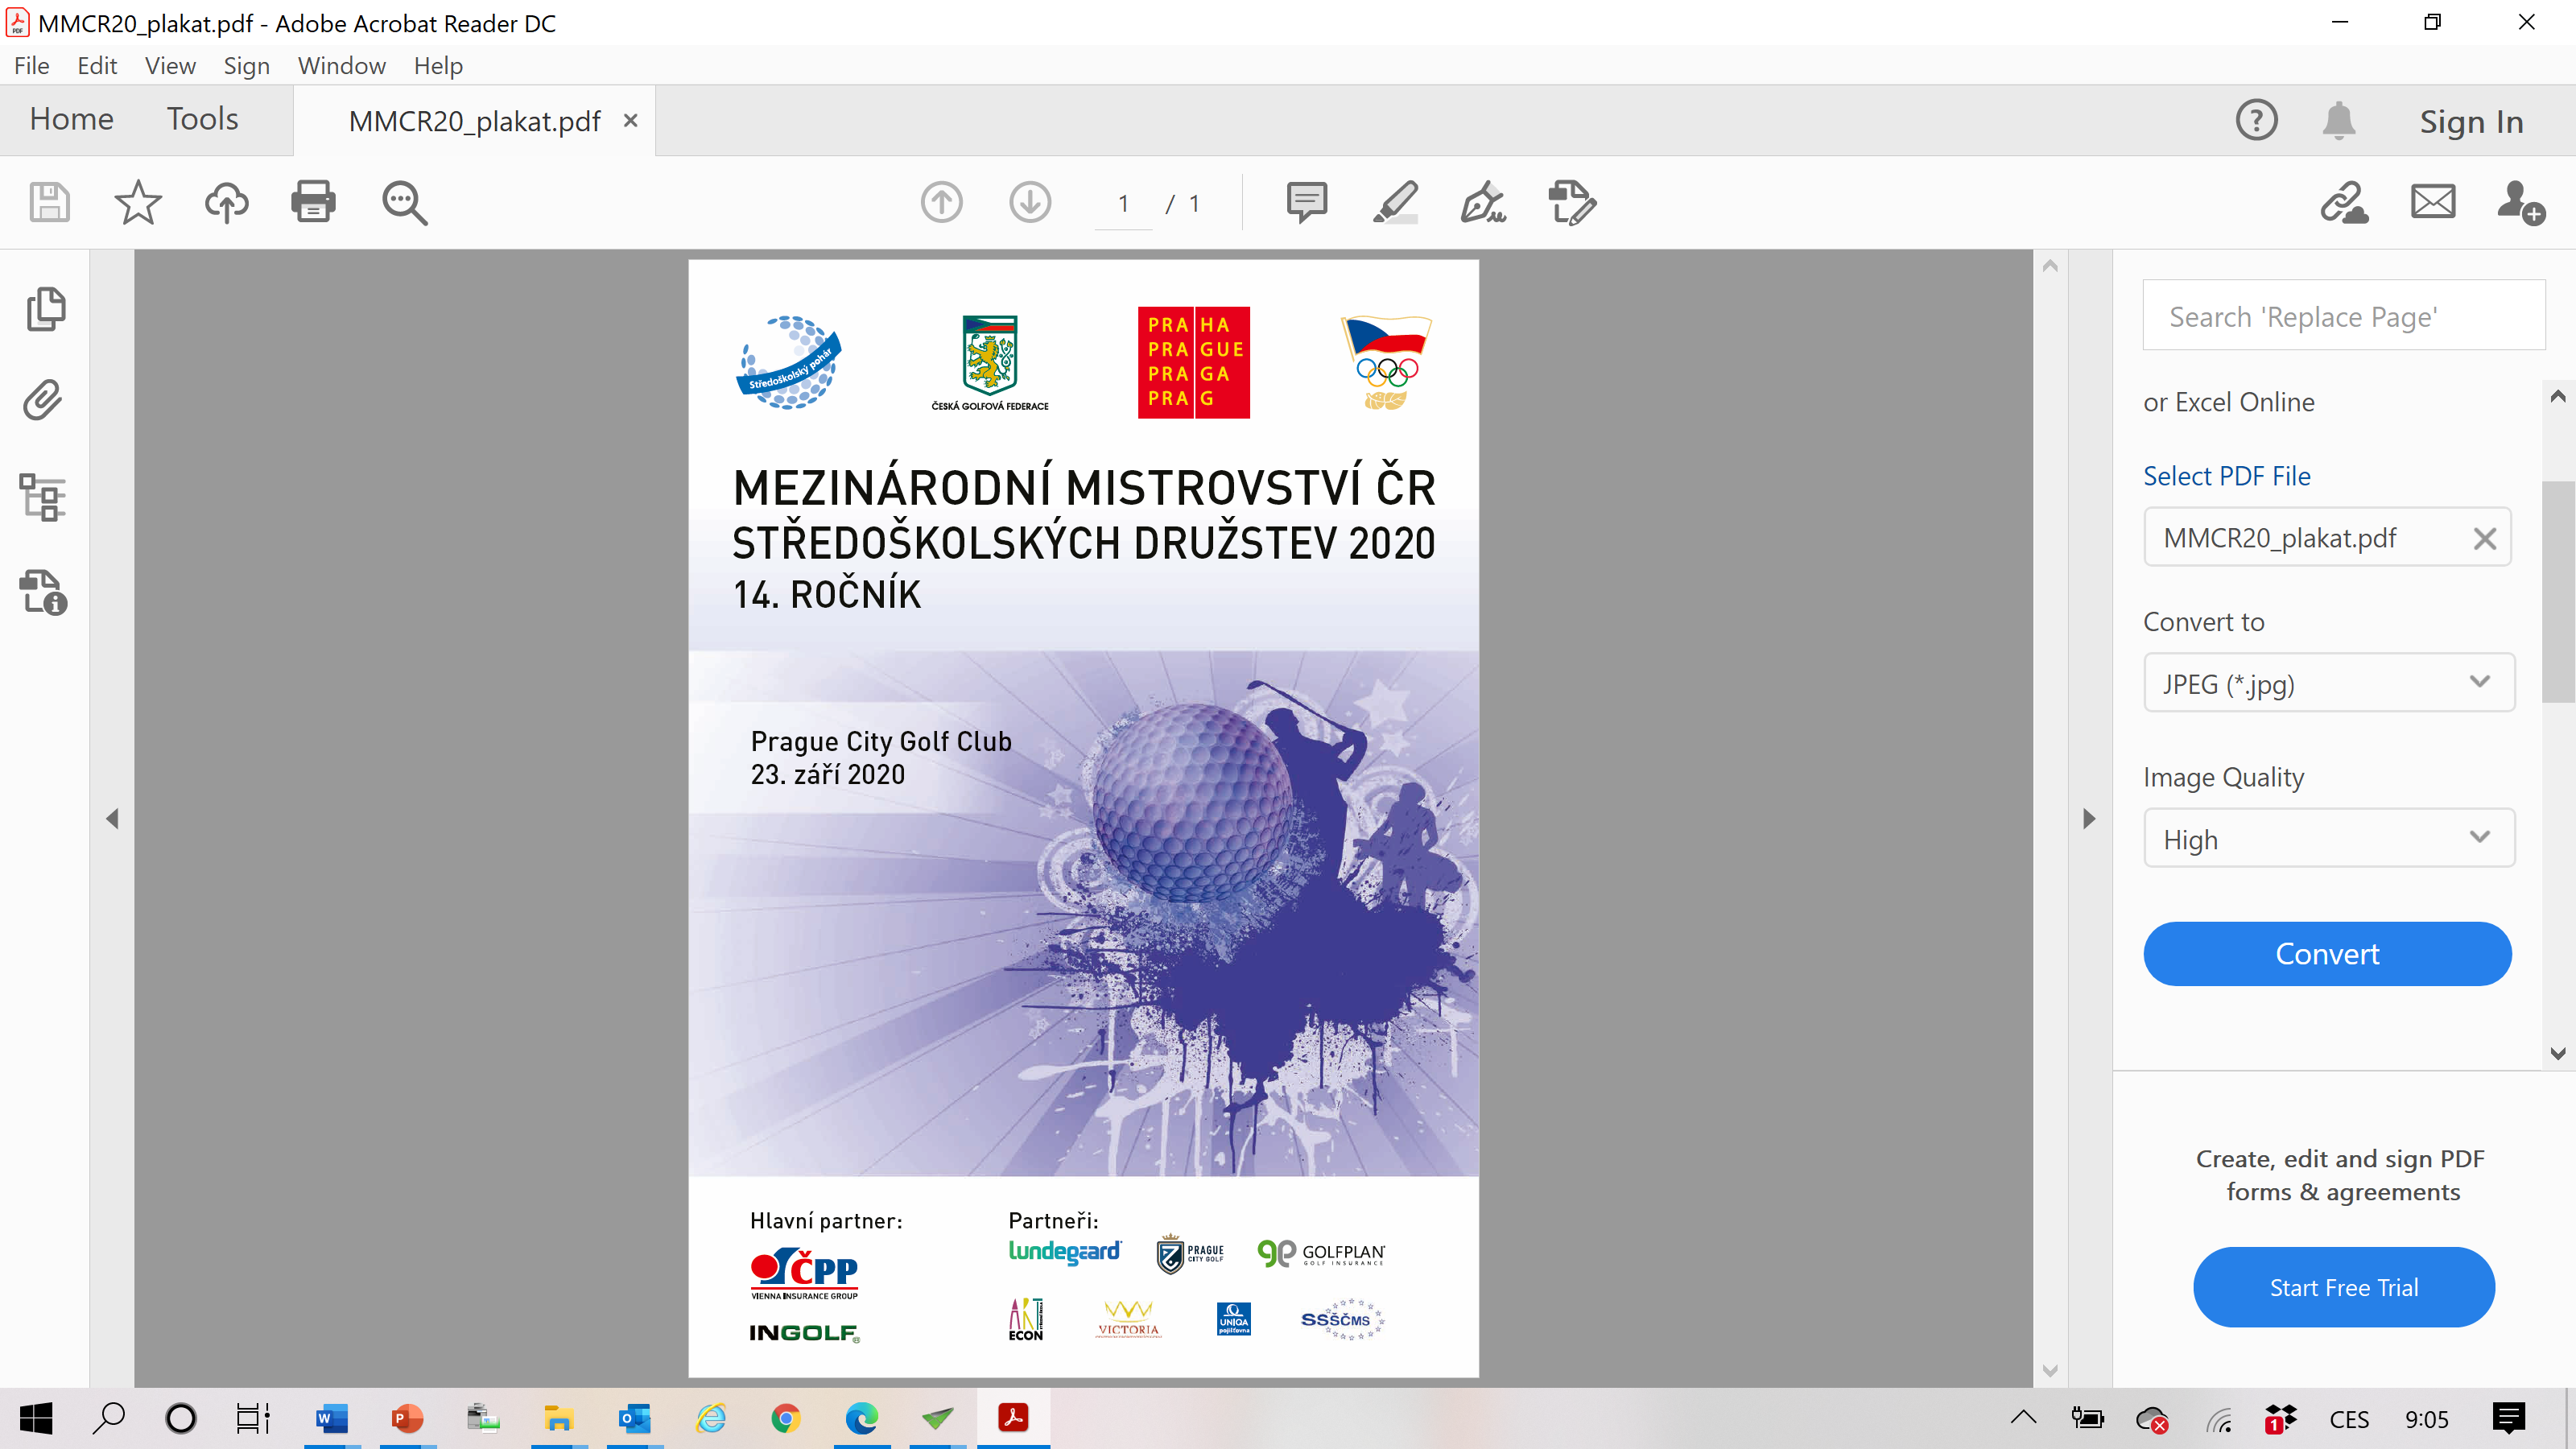 MMCR20_plakat.pdf - Adobe Acrobat Reader DC
File Edit View Sign Window Help
Home Tools MMCR20_plakat.pdf Sign In
1 / 1
Středoškolský pohár
ČESKÁ GOLFOVÁ FEDERACE
PRA HA
PRA GUE
PRA GA
PRA G
MEZINÁRODNÍ MISTROVSTVÍ ČR
STŘEDOŠKOLSKÝCH DRUŽSTEV 2020
14. ROČNÍK
Prague City Golf Club
23. září 2020
Hlavní partner:
ČPP
VIENNA INSURANCE GROUP
INGOLF
Partneři:
lundegaard
PRAGUE
CITY GOLF
GOLFPLAN
GOLF INSURANCE
ECON
VICTORIA
UNIQA
pojišťovna
SSŠČMS
Search 'Replace Page'
or Excel Online
Select PDF File
MMCR20_plakat.pdf
Convert to
JPEG (*.jpg)
Image Quality
High
Convert
Create, edit and sign PDF
forms & agreements
Start Free Trial
1 CES 9:05